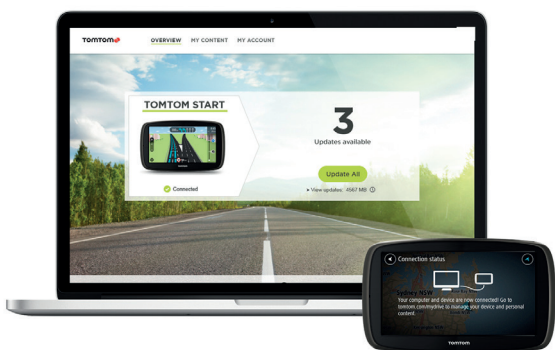 TOMTOM OVERVIEW MY CONTENT MY ACCOUNT
TOMTOM START
3
Updates available
Update All
Connected
View updates: 4567 MB
Connection status
Sydney NSW
Your computer and device are now connected! Go to
tomtom.com/mydrive to manage your device and personal
content.
TOMTOM